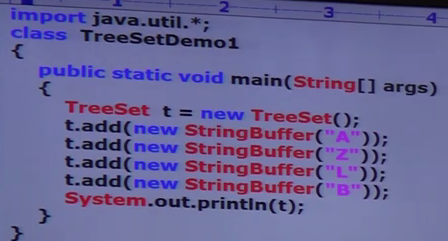 1 2 3 4
import java.util.*;
class TreeSetDemo1
{
public static void main(String[] args)
{
TreeSet t = new TreeSet();
t.add(new StringBuffer("A"));
t.add(new StringBuffer("Z"));
t.add(new StringBuffer("L"));
t.add(new StringBuffer("B"));
System.out.println(t);
}
}